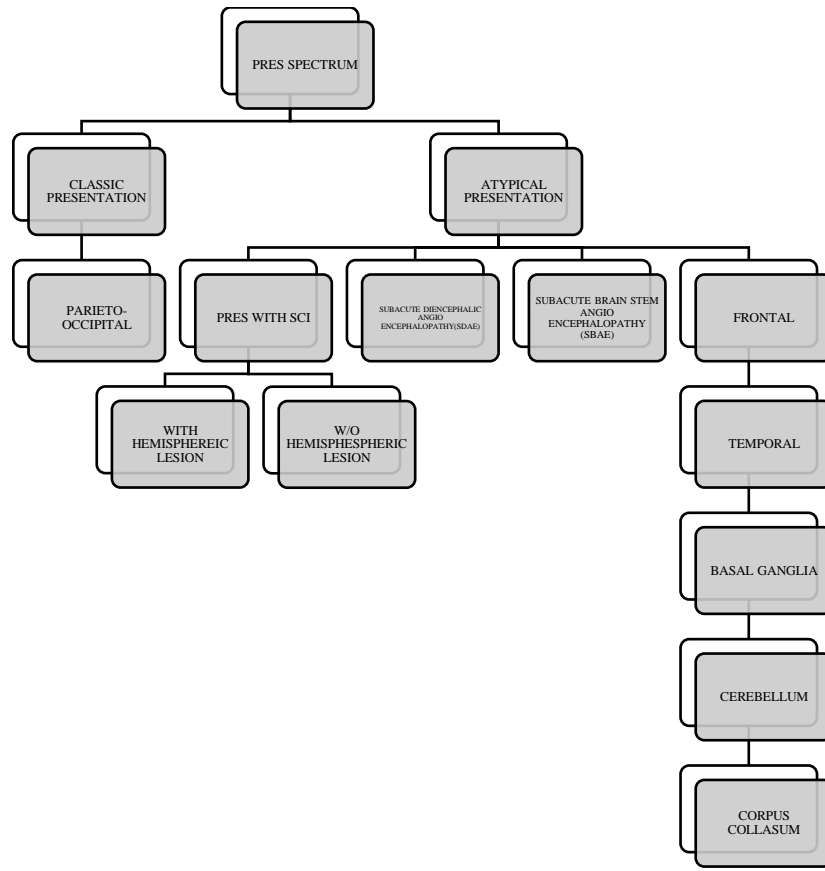 PRES SPECTRUM
CLASSIC
PRESENTATION
ATYPICAL
PRESENTATION
PARIETO-
OCCIPITAL
PRES WITH SCI
SUBACUTE DIENCEPHALIC
ANGIO
ENCEPHALOPATHY(SDAE)
SUBACUTE BRAIN STEM
ANGIO
ENCEPHALOPATHY
(SBAE)
FRONTAL
WITH
HEMISPHEREIC
LESION
W/O
HEMISPHESPHERIC
LESION
TEMPORAL
BASAL GANGLIA
CEREBELLUM
CORPUS
COLLASUM